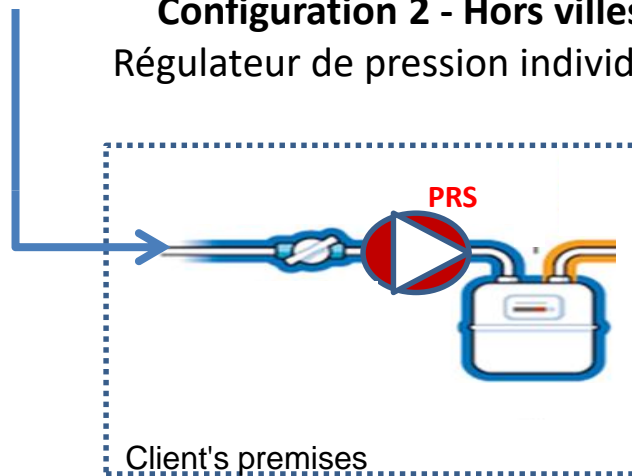 Configuration 2 - Hors villes
Régulateur de pression individ
PRS
Client's premises